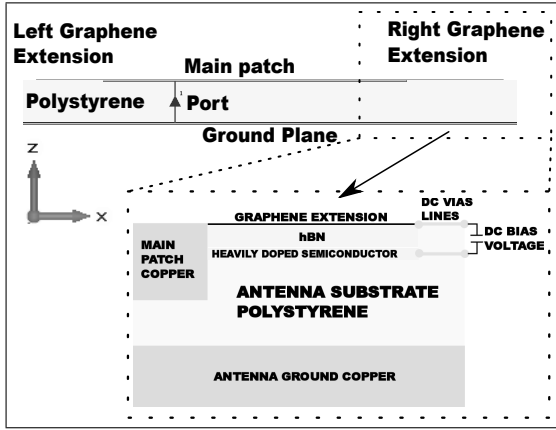 Left Graphene
Extension
Right Graphene
Extension
Main patch
Polystyrene
1
Port
Ground Plane
Z
X
DC VIAS
LINES
GRAPHENE EXTENSION
DC BIAS
VOLTAGE
hBN
MAIN
PATCH
COPPER
HEAVILY DOPED SEMICONDUCTOR
ANTENNA SUBSTRATE
POLYSTYRENE
ANTENNA GROUND COPPER